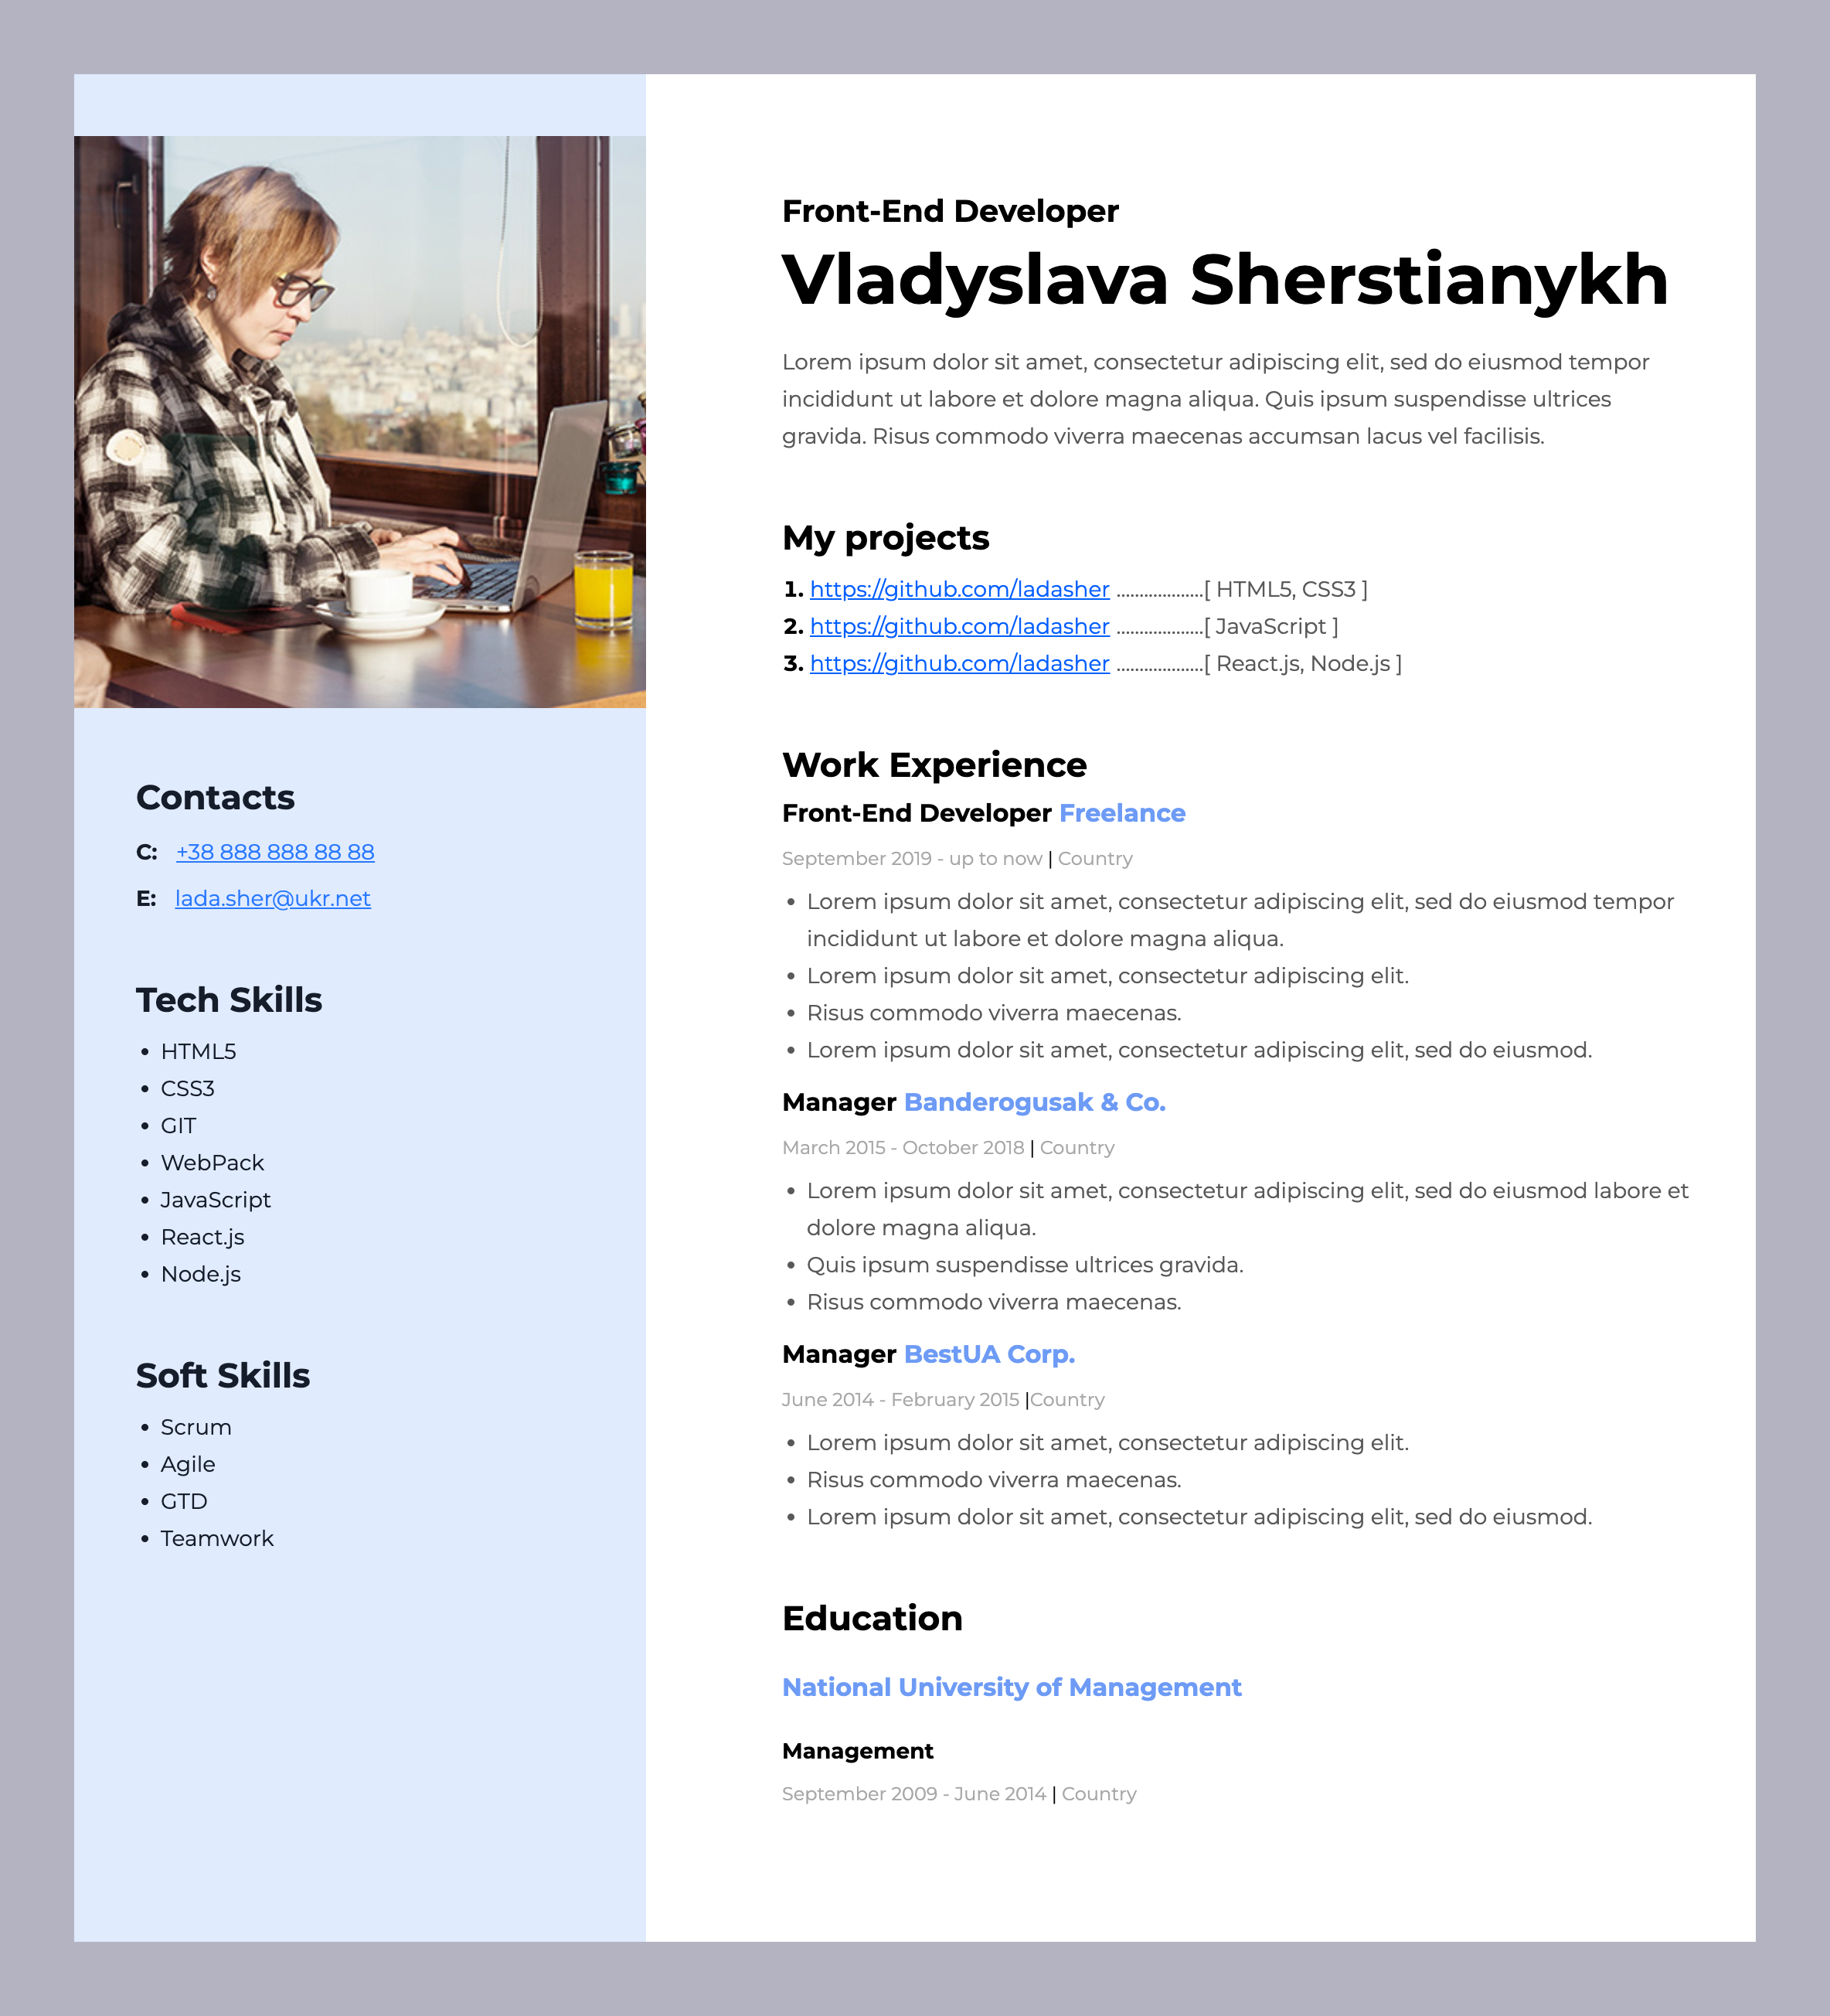 Contacts
C: +38 888 888 88 88
E: lada.sher@ukr.net
Tech Skills
• HTML5
• CSS3
• GIT
• WebPack
• JavaScript
• React.js
• Node.js
Soft Skills
• Scrum
• Agile
• GTD
• Teamwork
Front-End Developer
Vladyslava Sherstianykh
Lorem ipsum dolor sit amet, consectetur adipiscing elit, sed do eiusmod tempor
incididunt ut labore et dolore magna aliqua. Quis ipsum suspendisse ultrices
gravida. Risus commodo viverra maecenas accumsan lacus vel facilisis.
My projects
1. https://github.com/ladasher ...................[ HTML5, CSS3 ]
2. https://github.com/ladasher ...................[ JavaScript ]
3. https://github.com/ladasher ...................[ React.js, Node.js ]
Work Experience
Front-End Developer Freelance
September 2019 - up to now | Country
• Lorem ipsum dolor sit amet, consectetur adipiscing elit, sed do eiusmod tempor
incididunt ut labore et dolore magna aliqua.
• Lorem ipsum dolor sit amet, consectetur adipiscing elit.
• Risus commodo viverra maecenas.
• Lorem ipsum dolor sit amet, consectetur adipiscing elit, sed do eiusmod.
Manager Banderogusak & Co.
March 2015 - October 2018 | Country
• Lorem ipsum dolor sit amet, consectetur adipiscing elit, sed do eiusmod labore et
dolore magna aliqua.
• Quis ipsum suspendisse ultrices gravida.
• Risus commodo viverra maecenas.
Manager BestUA Corp.
June 2014 - February 2015 |Country
• Lorem ipsum dolor sit amet, consectetur adipiscing elit.
• Risus commodo viverra maecenas.
• Lorem ipsum dolor sit amet, consectetur adipiscing elit, sed do eiusmod.
Education
National University of Management
Management
September 2009 - June 2014 | Country